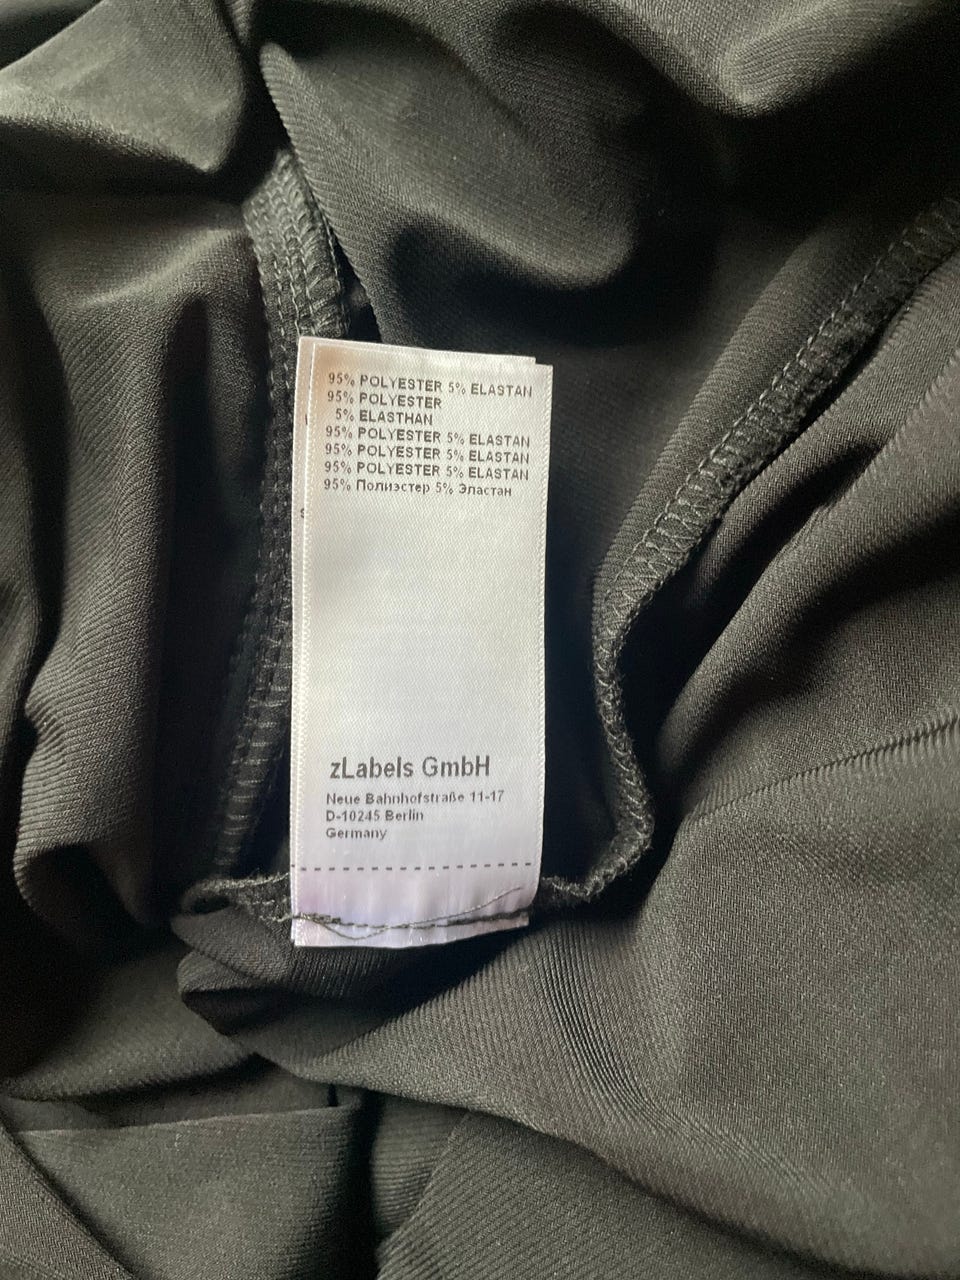 95% POLYESTER 5% ELASTAN
95% POLYESTER
5% ELASTHAN
95% POLYESTER 5% ELASTAN
95% POLYESTER 5% ELASTAN
95% POLYESTER 5% ELASTAN
95% Полиэстер 5% Эластан
zLabels GmbH
Neue Bahnhofstraße 11-17
D-10245 Berlin
Germany